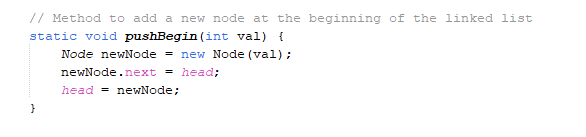 // Method to add a new node at the beginning of the linked list
static void pushBegin(int val) {
    Node newNode = new Node(val);
    newNode.next = head;
    head = newNode;
}